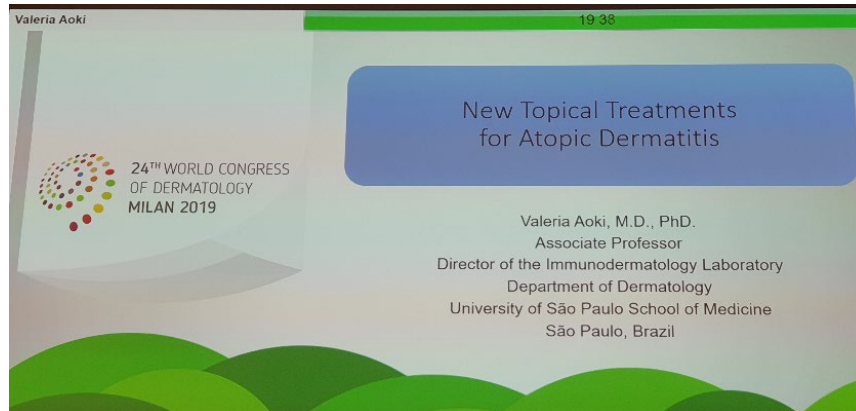 Valeria Aoki
19 38
New Topical Treatments
for Atopic Dermatitis
24TH WORLD CONGRESS
OF DERMATOLOGY
MILAN 2019
Valeria Aoki, M.D., PhD.
Associate Professor
Director of the Immunodermatology Laboratory
Department of Dermatology
University of São Paulo School of Medicine
São Paulo, Brazil